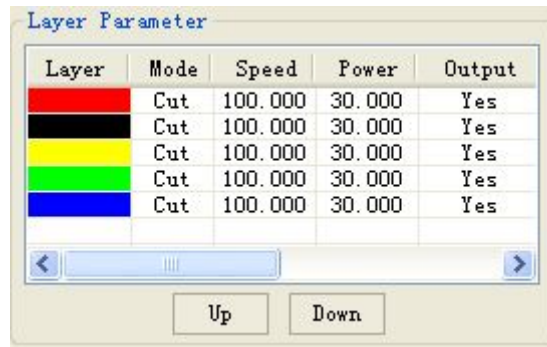 Layer Parameter
Layer Mode Speed Power Output
Cut 100.000 30.000 Yes
Cut 100.000 30.000 Yes
Cut 100.000 30.000 Yes
Cut 100.000 30.000 Yes
Cut 100.000 30.000 Yes
Up Down